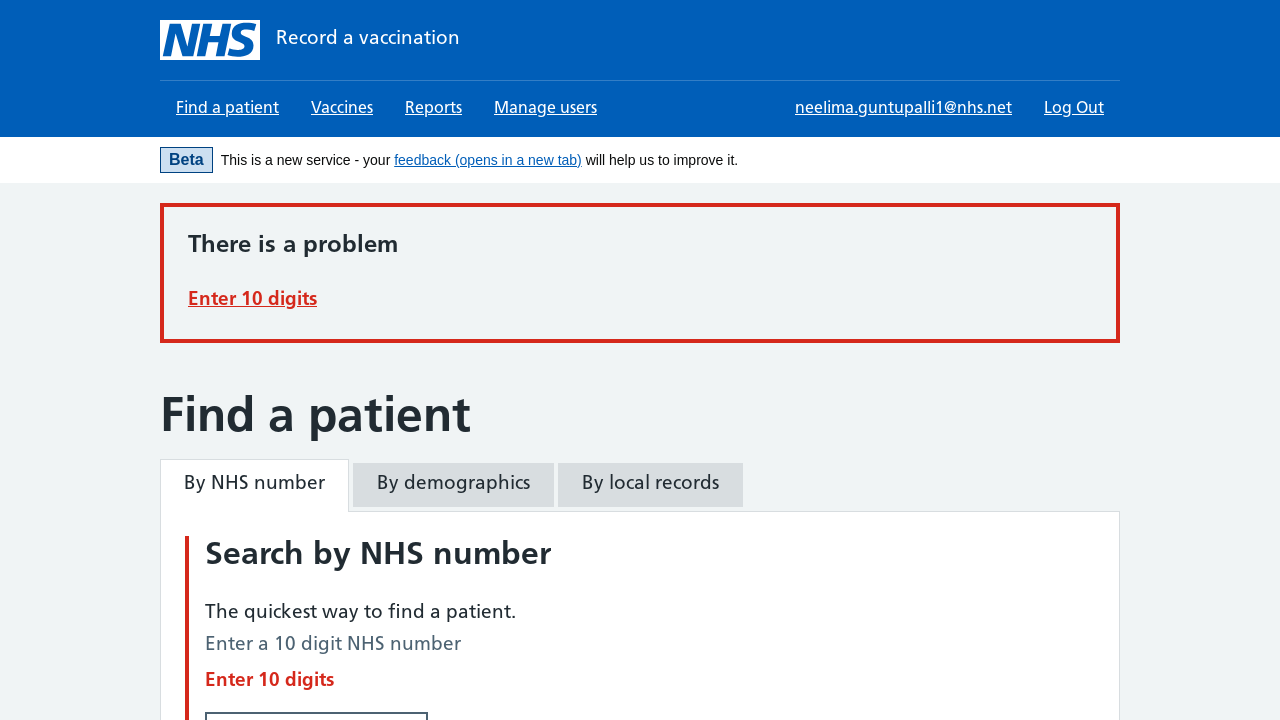 NHS Record a vaccination
Find a patient Vaccines Reports Manage users neelima.guntupalli1@nhs.net Log Out
Beta This is a new service - your feedback (opens in a new tab) will help us to improve it.
There is a problem
Enter 10 digits
Find a patient
By NHS number By demographics By local records
Search by NHS number
The quickest way to find a patient.
Enter a 10 digit NHS number
Enter 10 digits